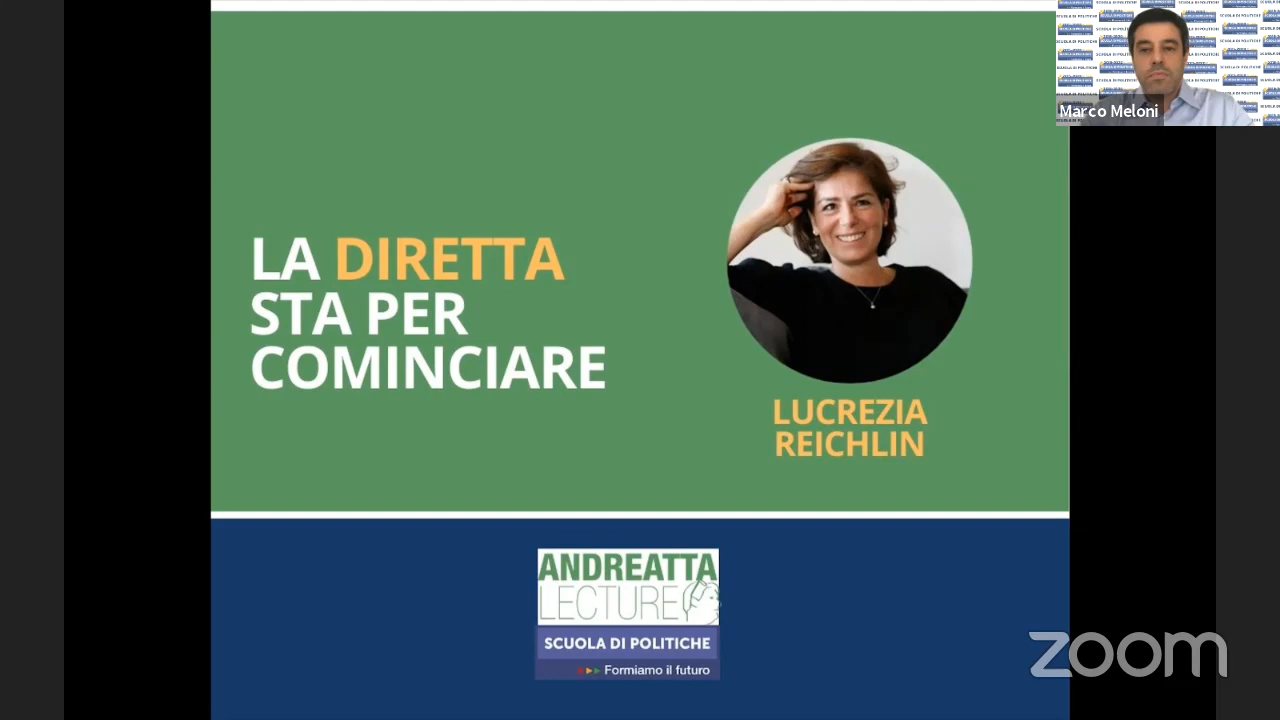 LA DIRETTA
STA PER
COMINCIARE
LUCREZIA
REICHLIN
ANDREATTA
LECTURE
SCUOLA DI POLITICHE
Formiamo il futuro
Marco Meloni
zoom